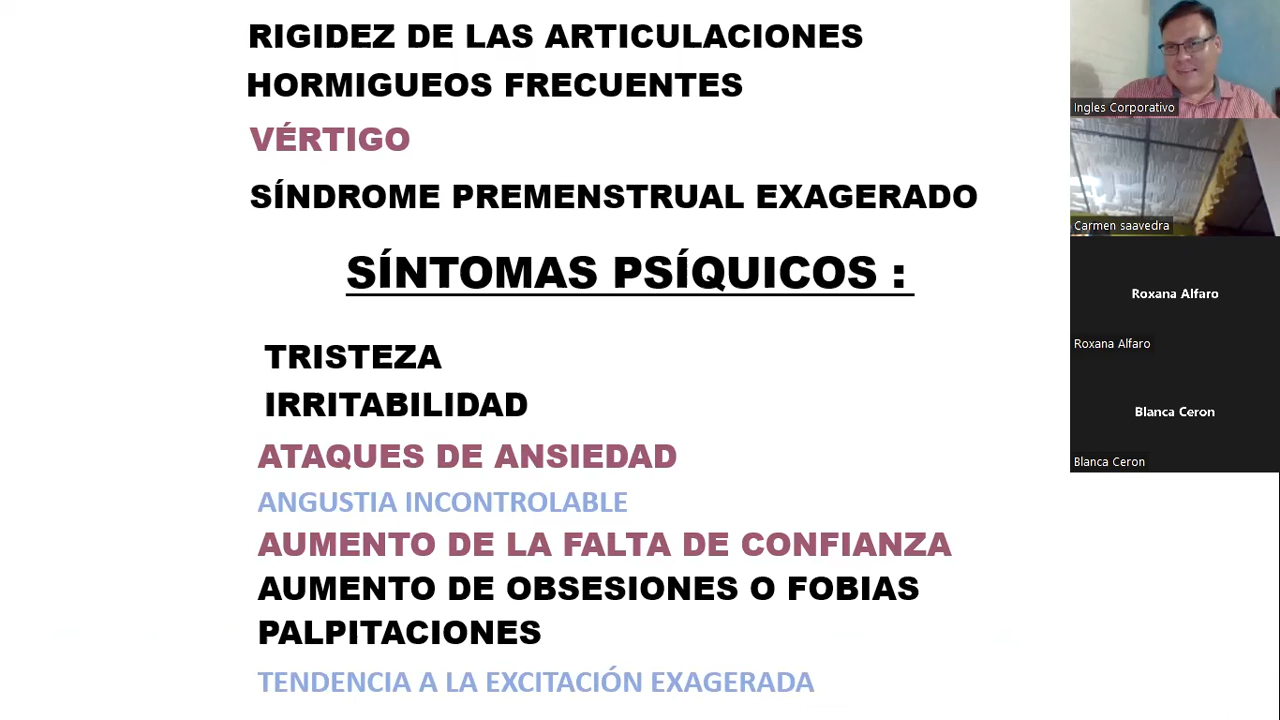 RIGIDEZ DE LAS ARTICULACIONES
HORMIGUEOS FRECUENTES
VÉRTIGO
SÍNDROME PREMENSTRUAL EXAGERADO
SÍNTOMAS PSÍQUICOS :
TRISTEZA
IRRITABILIDAD
ATAQUES DE ANSIEDAD
ANGUSTIA INCONTROLABLE
AUMENTO DE LA FALTA DE CONFIANZA
AUMENTO DE OBSESIONES O FOBIAS
PALPITACIONES
TENDENCIA A LA EXCITACIÓN EXAGERADA
Ingles Corporativo
Carmen saavedra
Roxana Alfaro
Roxana Alfaro
Blanca Ceron
Blanca Ceron